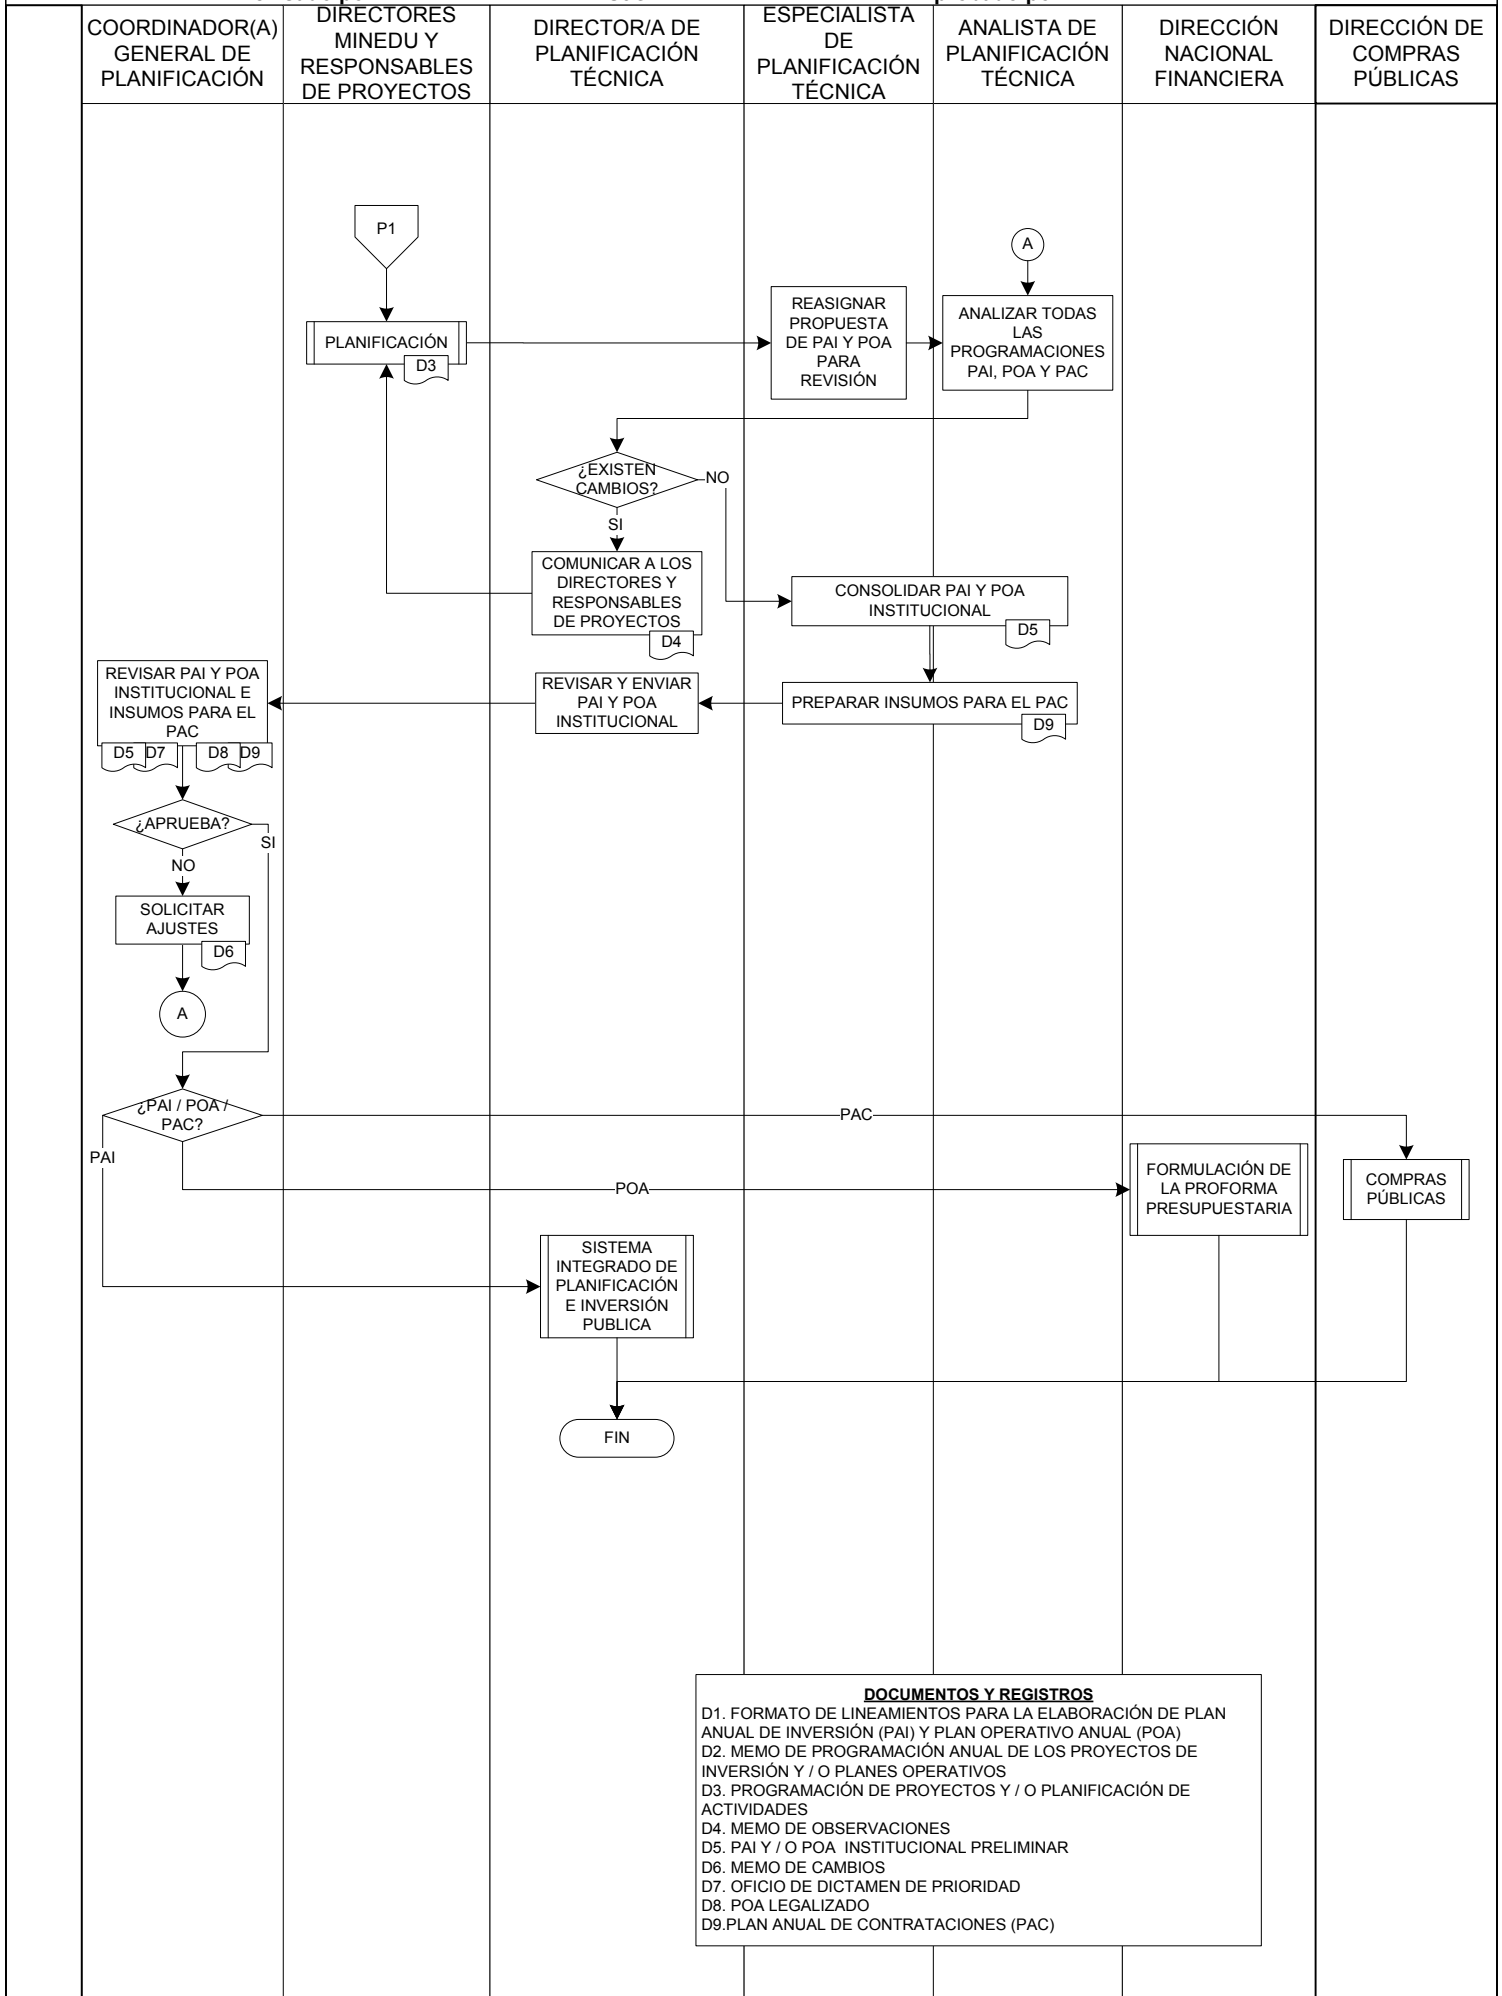 COORDINADOR(A)
GENERAL DE
PLANIFICACIÓN
DIRECTORES
MINEDU Y
RESPONSABLES
DE PROYECTOS
DIRECTOR/A DE
PLANIFICACIÓN
TÉCNICA
ESPECIALISTA
DE
PLANIFICACIÓN
TÉCNICA
ANALISTA DE
PLANIFICACIÓN
TÉCNICA
DIRECCIÓN
NACIONAL
FINANCIERA
DIRECCIÓN DE
COMPRAS
PÚBLICAS
P1
A
PLANIFICACIÓN
D3
REASIGNAR
PROPUESTA
DE PAI Y POA
PARA
REVISIÓN
ANALIZAR TODAS
LAS
PROGRAMACIONES
PAI, POA Y PAC
¿EXISTEN
CAMBIOS?
NO
SI
COMUNICAR A LOS
DIRECTORES Y
RESPONSABLES
DE PROYECTOS
D4
CONSOLIDAR PAI Y POA
INSTITUCIONAL
D5
REVISAR PAI Y POA
INSTITUCIONAL E
INSUMOS PARA EL
PAC
D5 D7 D8 D9
REVISAR Y ENVIAR
PAI Y POA
INSTITUCIONAL
PREPARAR INSUMOS PARA EL PAC
D9
¿APRUEBA?
SI
NO
SOLICITAR
AJUSTES
D6
A
¿PAI / POA /
PAC?
PAC
PAI
POA
FORMULACIÓN DE
LA PROFORMA
PRESUPUESTARIA
COMPRAS
PÚBLICAS
SISTEMA
INTEGRADO DE
PLANIFICACIÓN
E INVERSIÓN
PUBLICA
FIN
DOCUMENTOS Y REGISTROS
D1. FORMATO DE LINEAMIENTOS PARA LA ELABORACIÓN DE PLAN
ANUAL DE INVERSIÓN (PAI) Y PLAN OPERATIVO ANUAL (POA)
D2. MEMO DE PROGRAMACIÓN ANUAL DE LOS PROYECTOS DE
INVERSIÓN Y / O PLANES OPERATIVOS
D3. PROGRAMACIÓN DE PROYECTOS Y / O PLANIFICACIÓN DE
ACTIVIDADES
D4. MEMO DE OBSERVACIONES
D5. PAI Y / O POA  INSTITUCIONAL PRELIMINAR
D6. MEMO DE CAMBIOS
D7. OFICIO DE DICTAMEN DE PRIORIDAD
D8. POA LEGALIZADO
D9.PLAN ANUAL DE CONTRATACIONES (PAC)